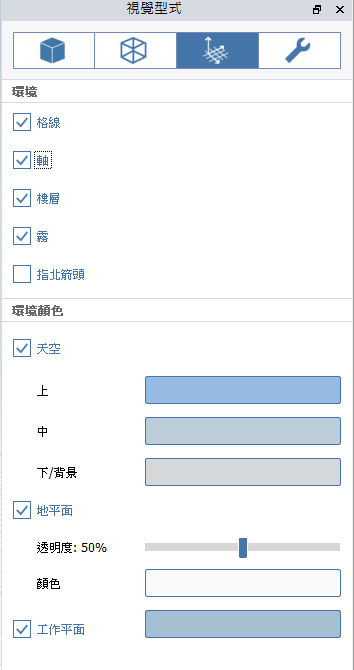 視覺型式
環境
格線
軸
樓層
霧
指北箭頭
環境顏色
天空
上
中
下/背景
地平面
透明度: 50%
顏色
工作平面